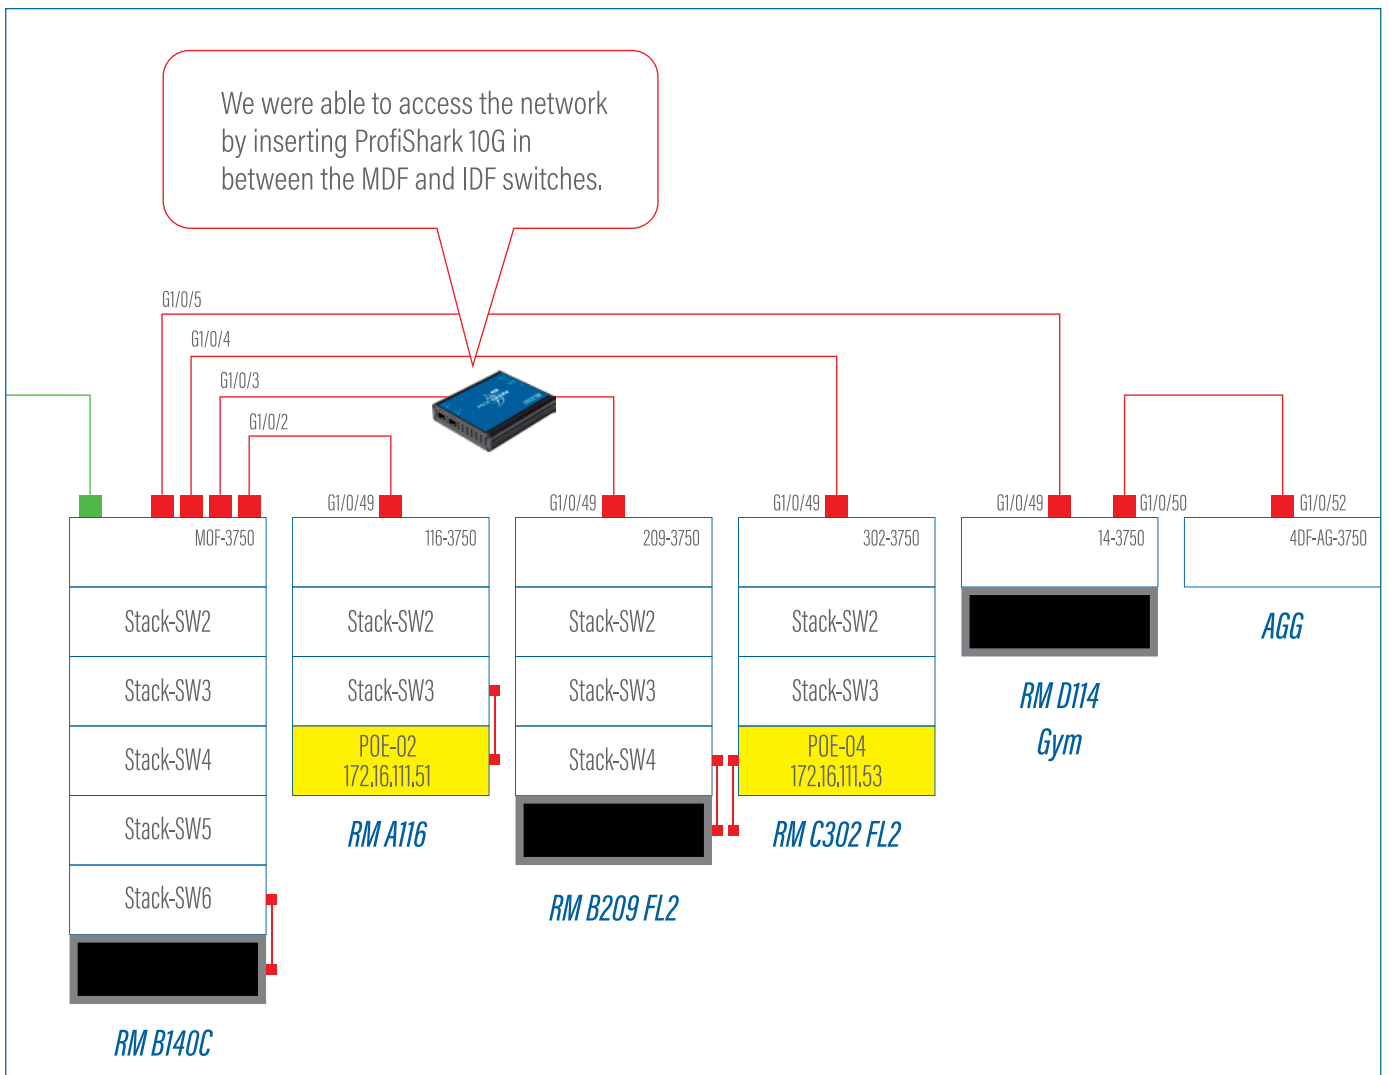 We were able to access the network
by inserting ProfiShark 10G in
between the MDF and IDF switches.
G1/0/5
G1/0/4
G1/0/3
G1/0/2
G1/0/49
G1/0/49
G1/0/49
G1/0/49
G1/0/50
G1/0/52
MOF-3750
116-3750
209-3750
302-3750
14-3750
4DF-AG-3750
Stack-SW2
Stack-SW2
Stack-SW2
Stack-SW2
AGG
Stack-SW3
Stack-SW3
Stack-SW3
Stack-SW3
RM D114
Gym
Stack-SW4
POE-02
172.16.111.51
Stack-SW4
POE-04
172.16.111.53
Stack-SW5
RM A116
RM C302 FL2
Stack-SW6
RM B209 FL2
RM B140C